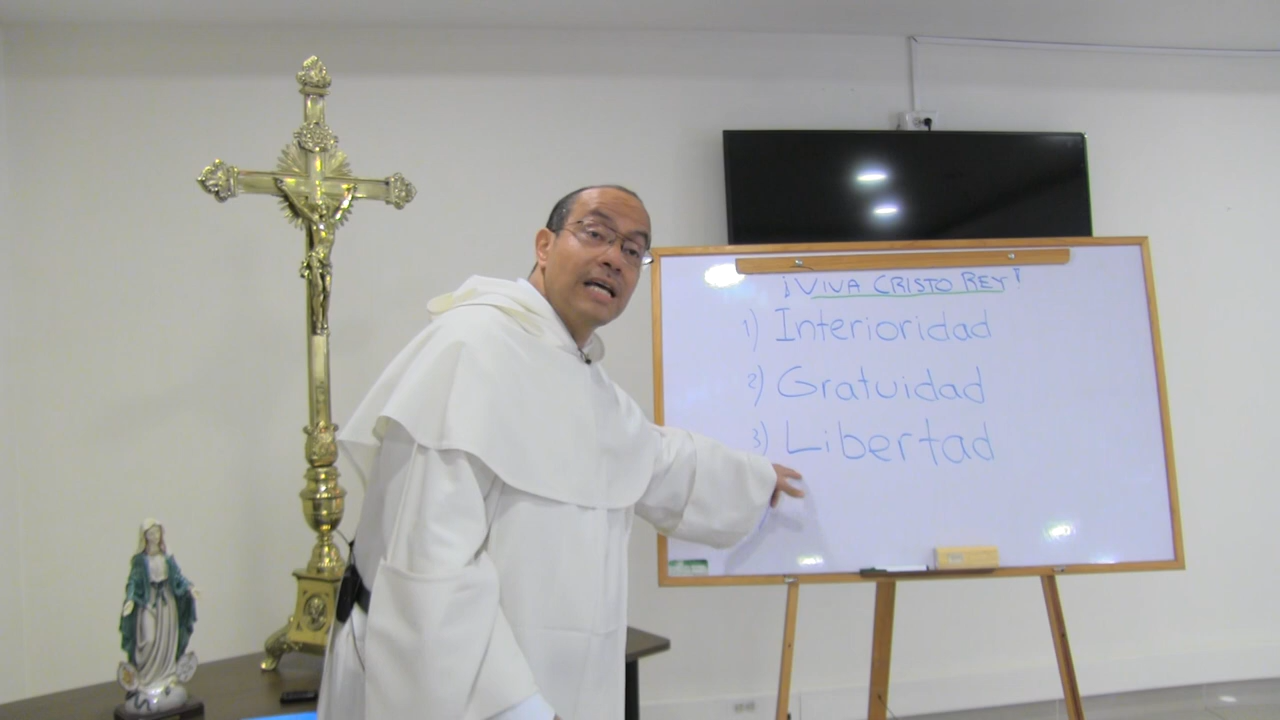 ¡VIVA CRISTO REY!
1) Interioridad
2) Gratuidad
3) Libertad